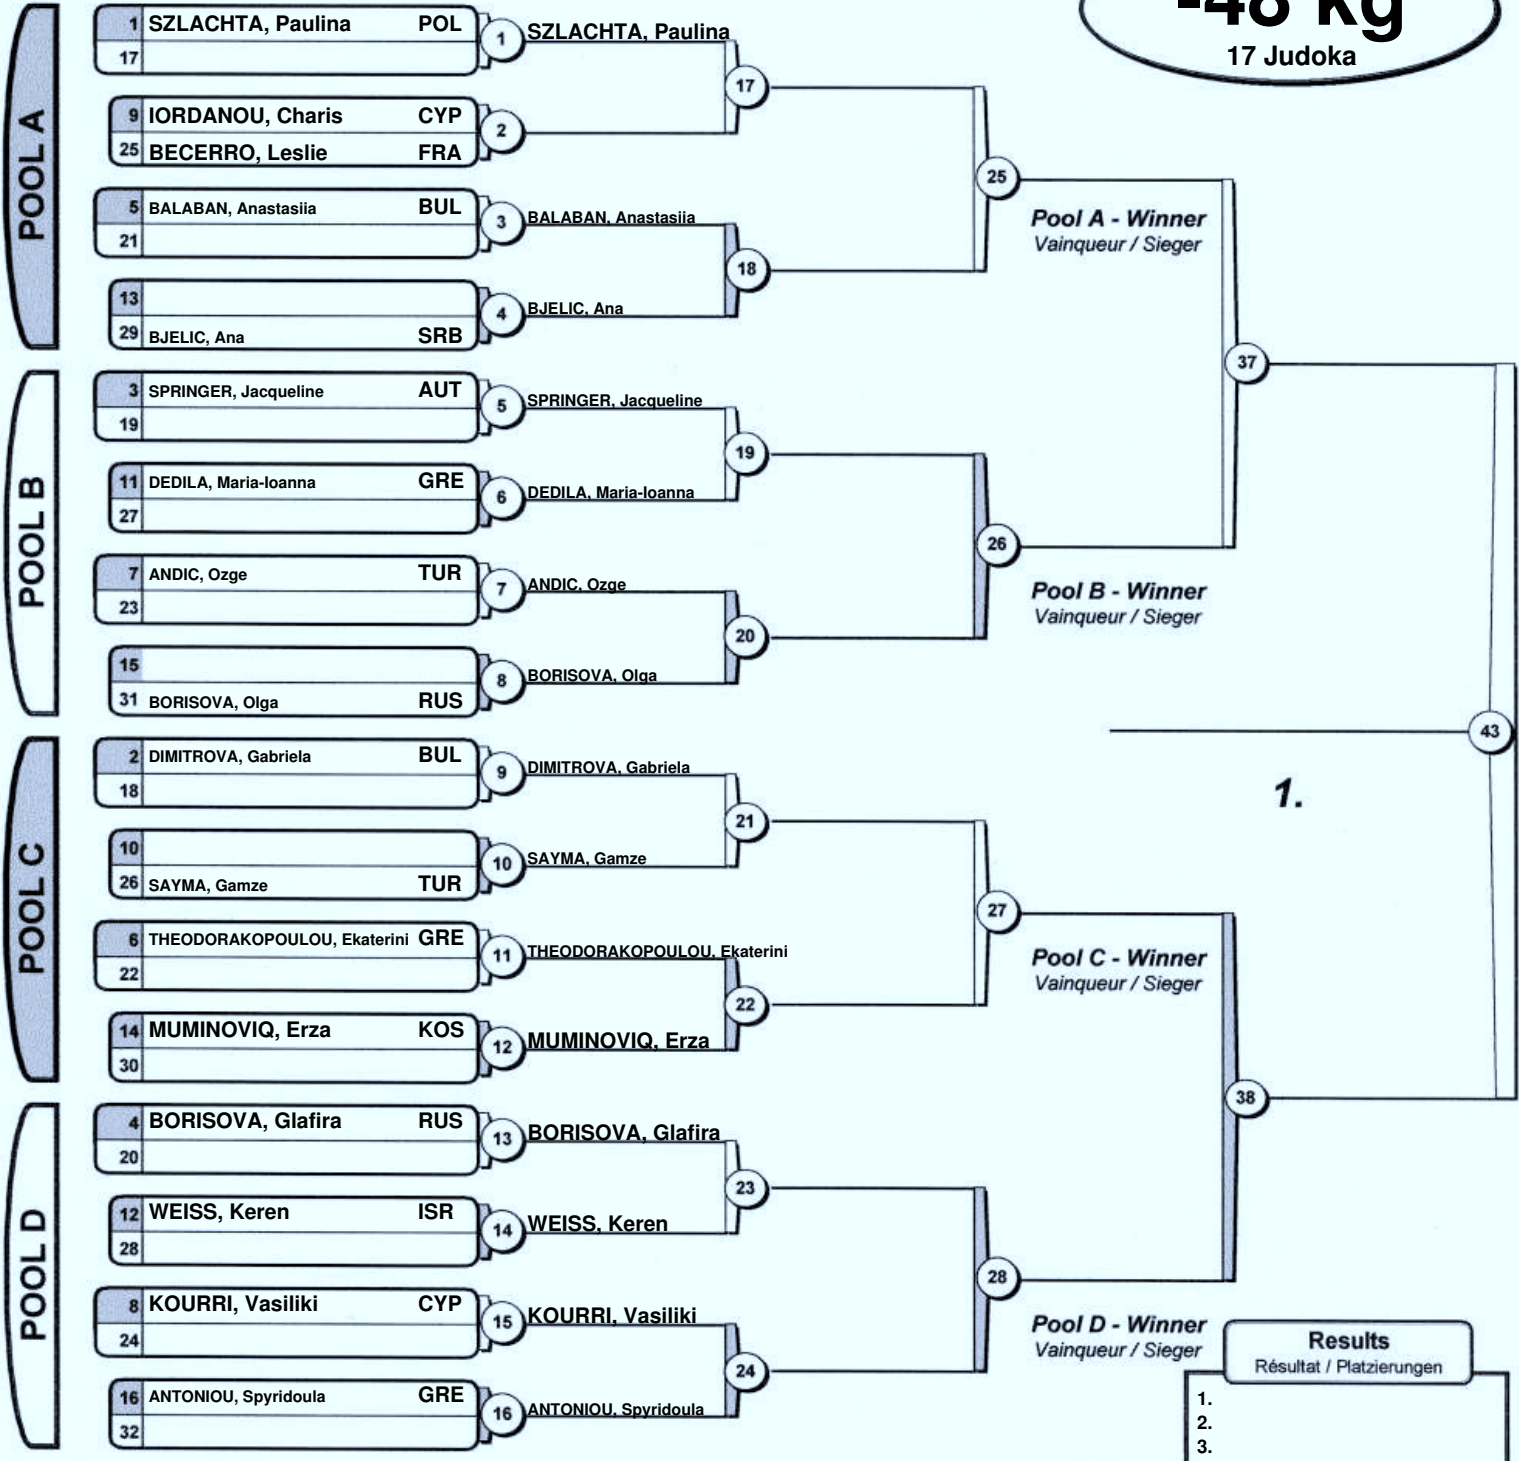 -48 kg
17 Judoka
POOL A
1 SZLACHTA, Paulina POL
17
1 SZLACHTA, Paulina
17
9 IORDANOU, Charis CYP
25 BECERRO, Leslie FRA
2
25
Pool A - Winner
Vainqueur / Sieger
5 BALABAN, Anastasiia BUL
21
3 BALABAN, Anastasiia
18
13
29 BJELIC, Ana SRB
4 BJELIC, Ana
37
POOL B
3 SPRINGER, Jacqueline AUT
19
5 SPRINGER, Jacqueline
19
11 DEDILA, Maria-Ioanna GRE
27
6 DEDILA, Maria-Ioanna
26
Pool B - Winner
Vainqueur / Sieger
7 ANDIC, Ozge TUR
23
7 ANDIC, Ozge
20
15
31 BORISOVA, Olga RUS
8 BORISOVA, Olga
43
1.
POOL C
2 DIMITROVA, Gabriela BUL
18
9 DIMITROVA, Gabriela
21
10
26 SAYMA, Gamze TUR
10 SAYMA, Gamze
27
Pool C - Winner
Vainqueur / Sieger
6 THEODORAKOPOULOU, Ekaterini GRE
22
11 THEODORAKOPOULOU, Ekaterini
22
14 MUMINOVIQ, Erza KOS
30
12 MUMINOVIQ, Erza
38
POOL D
4 BORISOVA, Glafira RUS
20
13 BORISOVA, Glafira
23
12 WEISS, Keren ISR
28
14 WEISS, Keren
28
Pool D - Winner
Vainqueur / Sieger
8 KOURRI, Vasiliki CYP
24
15 KOURRI, Vasiliki
24
16 ANTONIOU, Spyridoula GRE
32
16 ANTONIOU, Spyridoula
Results
Résultat / Platzierungen
1.
2.
3.